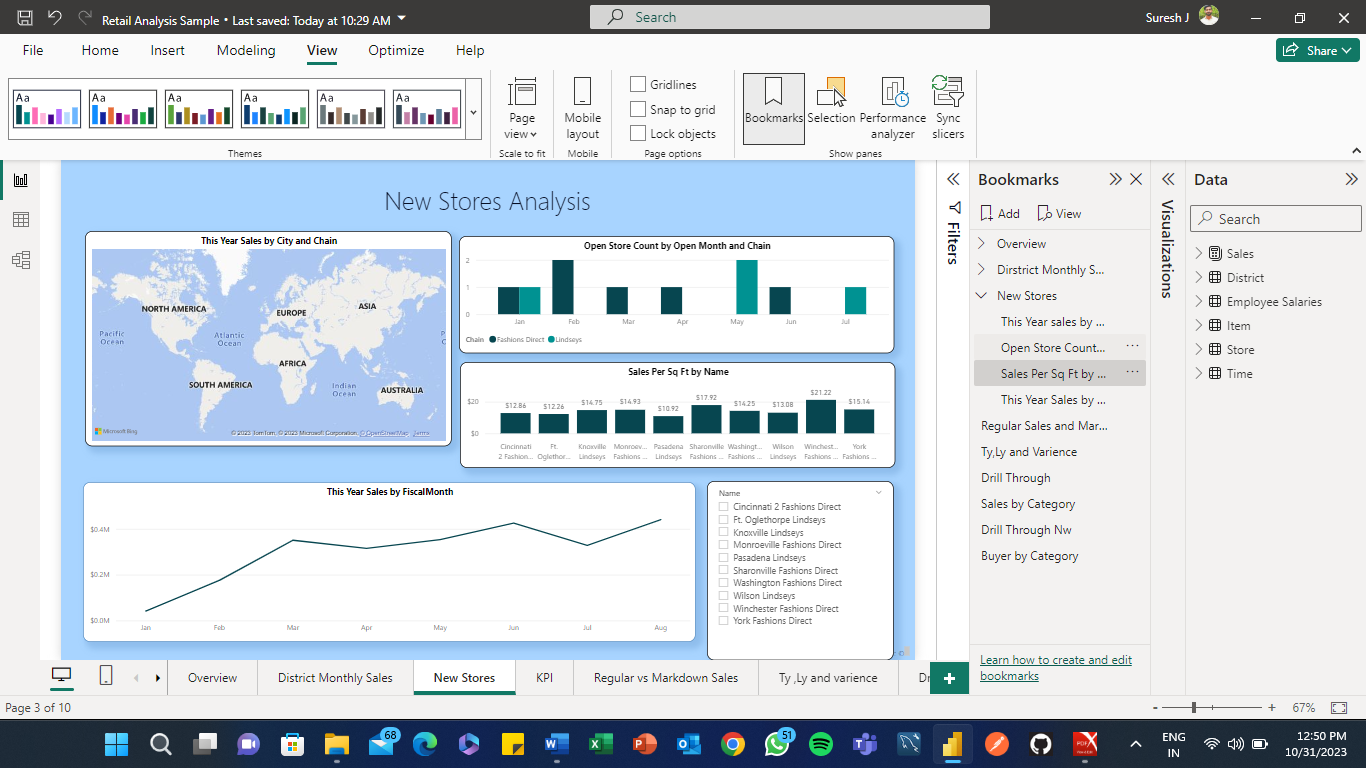 Retail Analysis Sample • Last saved: Today at 10:29 AM
Search
Suresh J
File Home Insert Modeling View Optimize Help
Share
Aa Aa Aa Aa Aa Aa
Themes
Page view
Scale to fit
Mobile layout
Mobile
Gridlines
Snap to grid
Lock objects
Page options
Bookmarks
Selection
Performance analyzer
Sync slicers
Show panes
New Stores Analysis
This Year Sales by City and Chain
NORTH AMERICA
EUROPE
ASIA
Pacific Ocean
Atlantic Ocean
AFRICA
SOUTH AMERICA
Indian Ocean
AUSTRALIA
Microsoft Bing
© 2023 TomTom, © 2023 Microsoft Corporation, © OpenStreetMap Terms
Open Store Count by Open Month and Chain
2
1
0
Jan Feb Mar Apr May Jun Jul
Chain Fashions Direct Lindseys
Sales Per Sq Ft by Name
$20
$0
$12.86 $12.26 $14.75 $14.93 $10.92 $17.92 $14.25 $13.08 $21.22 $15.14
Cincinnati Ft. Knoxville Monroev... Pasadena Sharonville Washingt... Wilson Winchest... York
2 Fashion... Oglethor... Lindseys Fashions ... Lindseys Fashions ... Fashions ... Lindseys Fashions ... Fashions ...
This Year Sales by FiscalMonth
$0.4M
$0.2M
$0.0M
Jan Feb Mar Apr May Jun Jul Aug
Name
Cincinnati 2 Fashions Direct
Ft. Oglethorpe Lindseys
Knoxville Lindseys
Monroeville Fashions Direct
Pasadena Lindseys
Sharonville Fashions Direct
Washington Fashions Direct
Wilson Lindseys
Winchester Fashions Direct
York Fashions Direct
Filters
Bookmarks
Add View
Overview
Dirstrict Monthly S...
New Stores
This Year sales by ...
Open Store Count...
Sales Per Sq Ft by ...
This Year Sales by ...
Regular Sales and Mar...
Ty,Ly and Varience
Drill Through
Sales by Category
Drill Through Nw
Buyer by Category
Learn how to create and edit
bookmarks
Visualizations
Data
Search
Sales
District
Employee Salaries
Item
Store
Time
Overview District Monthly Sales New Stores KPI Regular vs Markdown Sales Ty ,Ly and varience
Page 3 of 10
- + 67%
68
51
ENG
IN
12:50 PM
10/31/2023